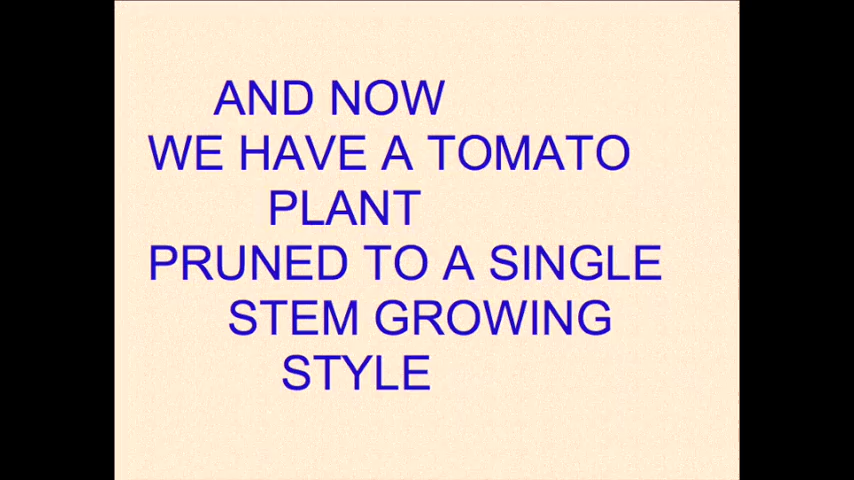 AND NOW
WE HAVE A TOMATO
PLANT
PRUNED TO A SINGLE
STEM GROWING
STYLE